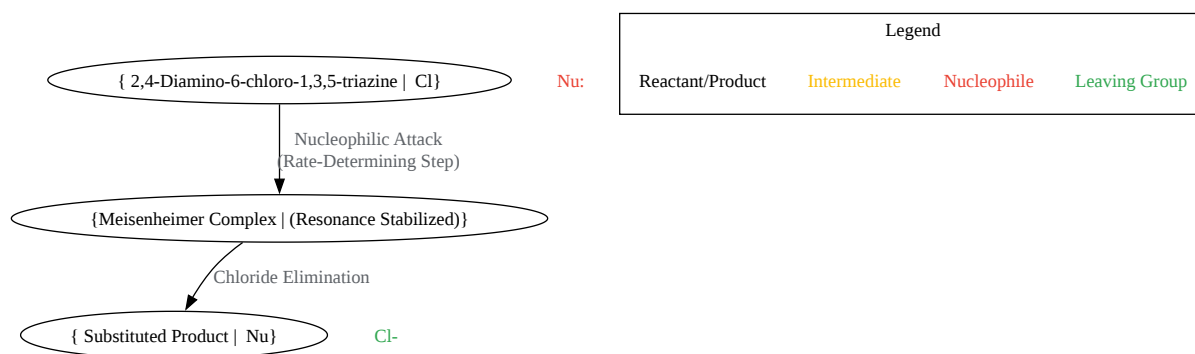 { 2,4-Diamino-6-chloro-1,3,5-triazine | Cl}
Nu:
Legend
Reactant/Product
Intermediate
Nucleophile
Leaving Group
Nucleophilic Attack
(Rate-Determining Step)
{Meisenheimer Complex | (Resonance Stabilized)}
Chloride Elimination
{ Substituted Product | Nu}
Cl-